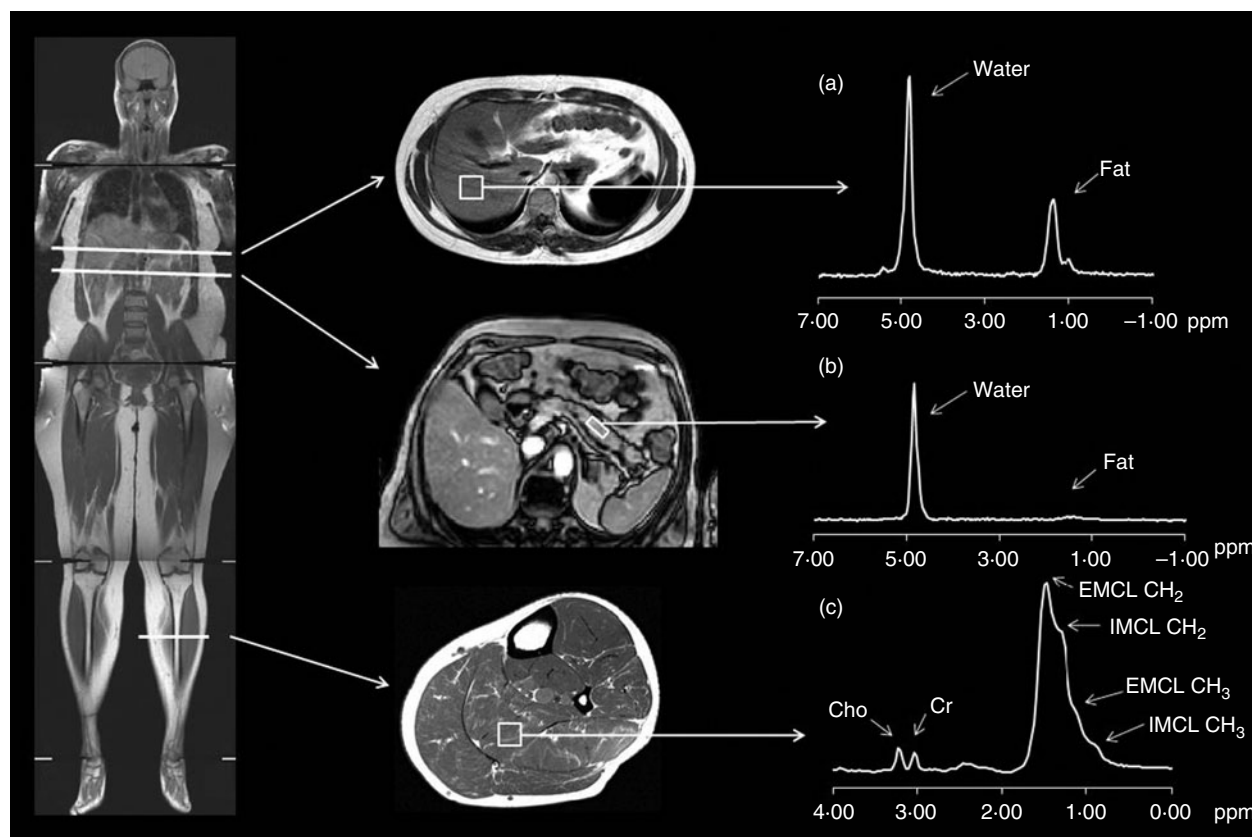 (a)
Water
Fat
7·00 5·00 3·00 1·00 –1·00 ppm
(b)
Water
Fat
7·00 5·00 3·00 1·00 –1·00 ppm
(c)
EMCL CH₂
IMCL CH₂
EMCL CH₃
IMCL CH₃
Cho
Cr
4·00 3·00 2·00 1·00 0·00 ppm